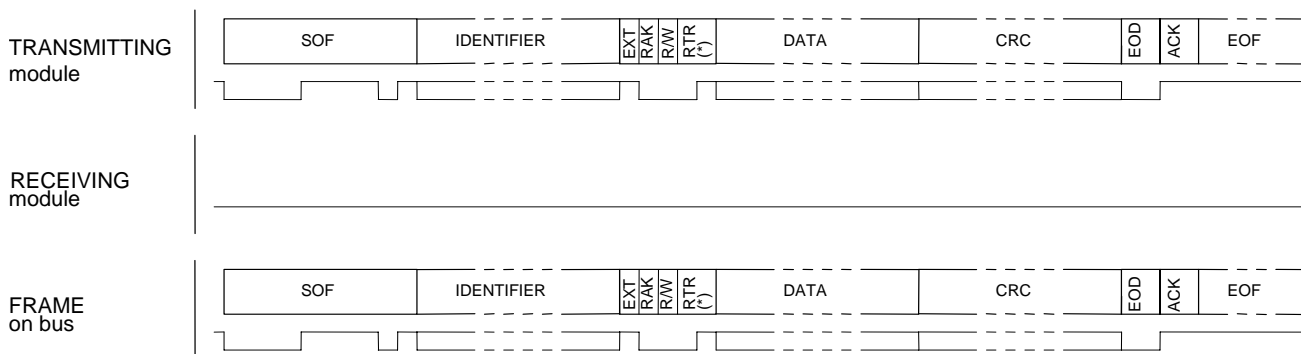 TRANSMITTING
module
SOF
IDENTIFIER
EXT
RAK
R/W
RTR
(*)
DATA
CRC
EOD
ACK
EOF
RECEIVING
module
FRAME
on bus
SOF
IDENTIFIER
EXT
RAK
R/W
RTR
(*)
DATA
CRC
EOD
ACK
EOF